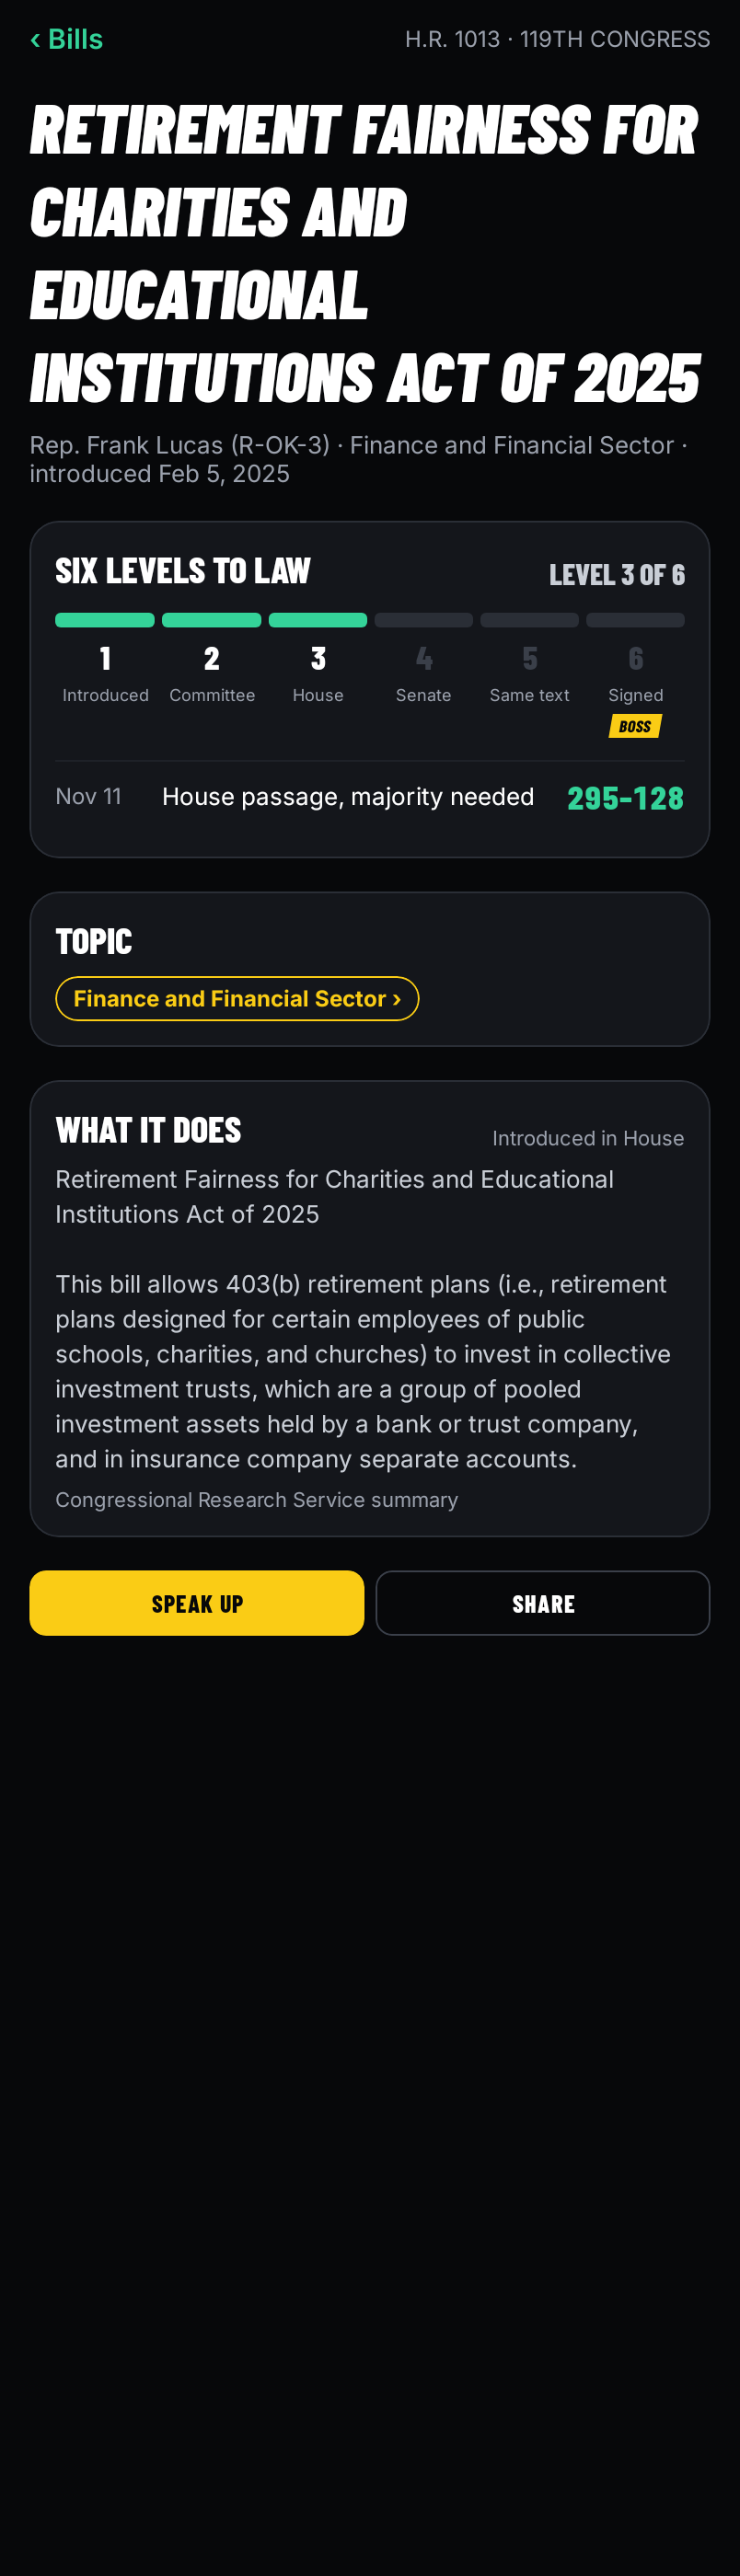 ‹ Bills
H.R. 1013 · 119TH CONGRESS
RETIREMENT FAIRNESS FOR
CHARITIES AND
EDUCATIONAL
INSTITUTIONS ACT OF 2025
Rep. Frank Lucas (R-OK-3) · Finance and Financial Sector ·
introduced Feb 5, 2025
SIX LEVELS TO LAW
LEVEL 3 OF 6
1 2 3 4 5 6
Introduced Committee House Senate Same text Signed
BOSS
Nov 11 House passage, majority needed 295–128
TOPIC
Finance and Financial Sector ›
WHAT IT DOES
Introduced in House
Retirement Fairness for Charities and Educational
Institutions Act of 2025
This bill allows 403(b) retirement plans (i.e., retirement
plans designed for certain employees of public
schools, charities, and churches) to invest in collective
investment trusts, which are a group of pooled
investment assets held by a bank or trust company,
and in insurance company separate accounts.
Congressional Research Service summary
SPEAK UP
SHARE